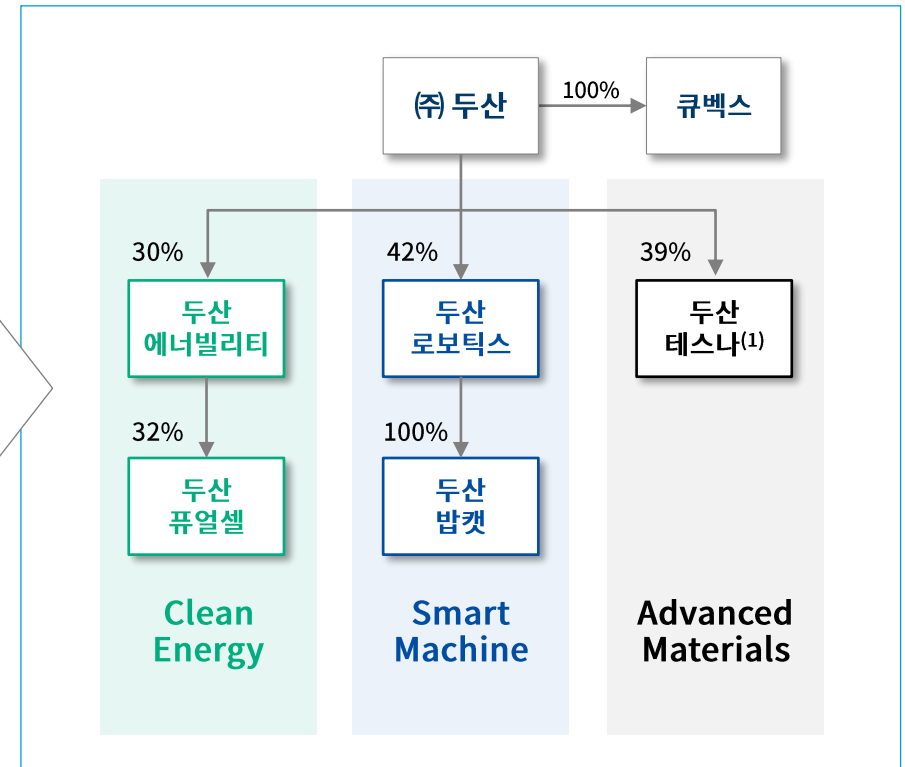 ㈜ 두산
100%
큐벡스
30%
42%
39%
두산
에너빌리티
두산
로보틱스
두산
테스나(1)
32%
100%
두산
퓨얼셀
두산
밥캣
Clean
Energy
Smart
Machine
Advanced
Materials